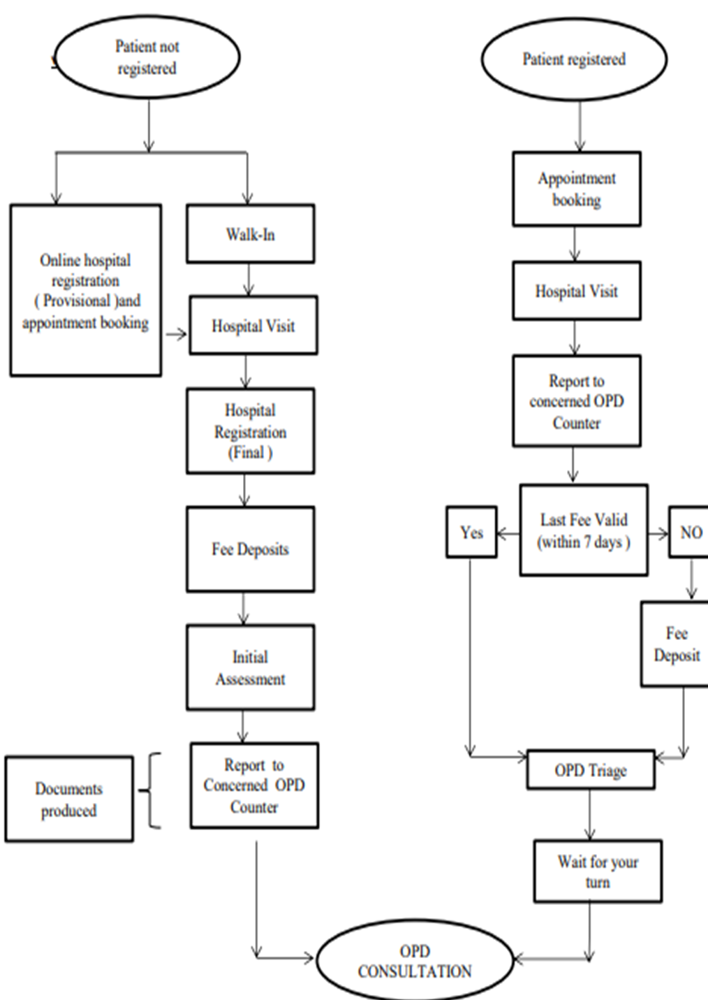 Patient not
registered
Patient registered
Appointment
booking
Online hospital
registration
( Provisional )and
appointment booking
Walk-In
Hospital Visit
Hospital Visit
Hospital
Registration
(Final )
Report to
concerned OPD
Counter
Fee Deposits
Yes
Last Fee Valid
(within 7 days )
NO
Initial
Assessment
Fee
Deposit
Documents
produced
Report to
Concerned OPD
Counter
OPD Triage
Wait for your
turn
OPD
CONSULTATION